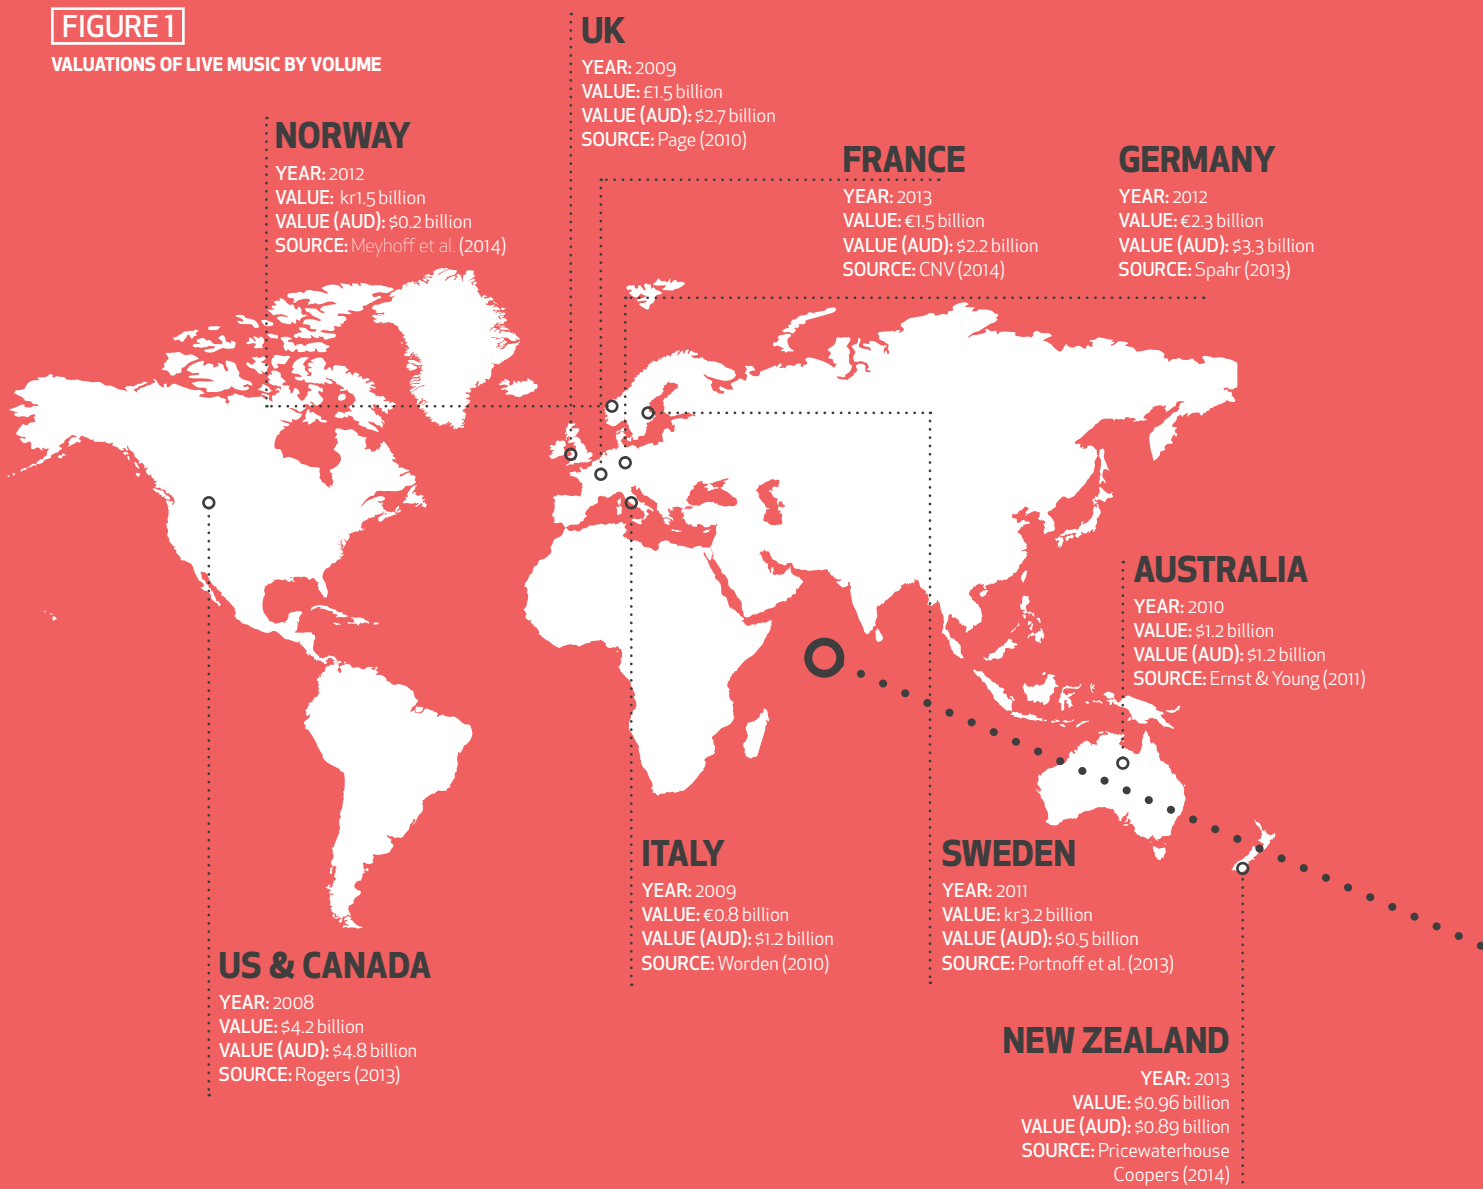 FIGURE 1
VALUATIONS OF LIVE MUSIC BY VOLUME
UK
YEAR: 2009
VALUE: £1.5 billion
VALUE (AUD): $2.7 billion
SOURCE: Page (2010)
NORWAY
YEAR: 2012
VALUE: kr1.5 billion
VALUE (AUD): $0.2 billion
SOURCE: Meyhoff et al. (2014)
FRANCE
YEAR: 2013
VALUE: €1.5 billion
VALUE (AUD): $2.2 billion
SOURCE: CNV (2014)
GERMANY
YEAR: 2012
VALUE: €2.3 billion
VALUE (AUD): $3.3 billion
SOURCE: Spahr (2013)
AUSTRALIA
YEAR: 2010
VALUE: $1.2 billion
VALUE (AUD): $1.2 billion
SOURCE: Ernst & Young (2011)
ITALY
YEAR: 2009
VALUE: €0.8 billion
VALUE (AUD): $1.2 billion
SOURCE: Worden (2010)
SWEDEN
YEAR: 2011
VALUE: kr3.2 billion
VALUE (AUD): $0.5 billion
SOURCE: Portnoff et al. (2013)
US & CANADA
YEAR: 2008
VALUE: $4.2 billion
VALUE (AUD): $4.8 billion
SOURCE: Rogers (2013)
NEW ZEALAND
YEAR: 2013
VALUE: $0.96 billion
VALUE (AUD): $0.89 billion
SOURCE: Pricewaterhouse
Coopers (2014)